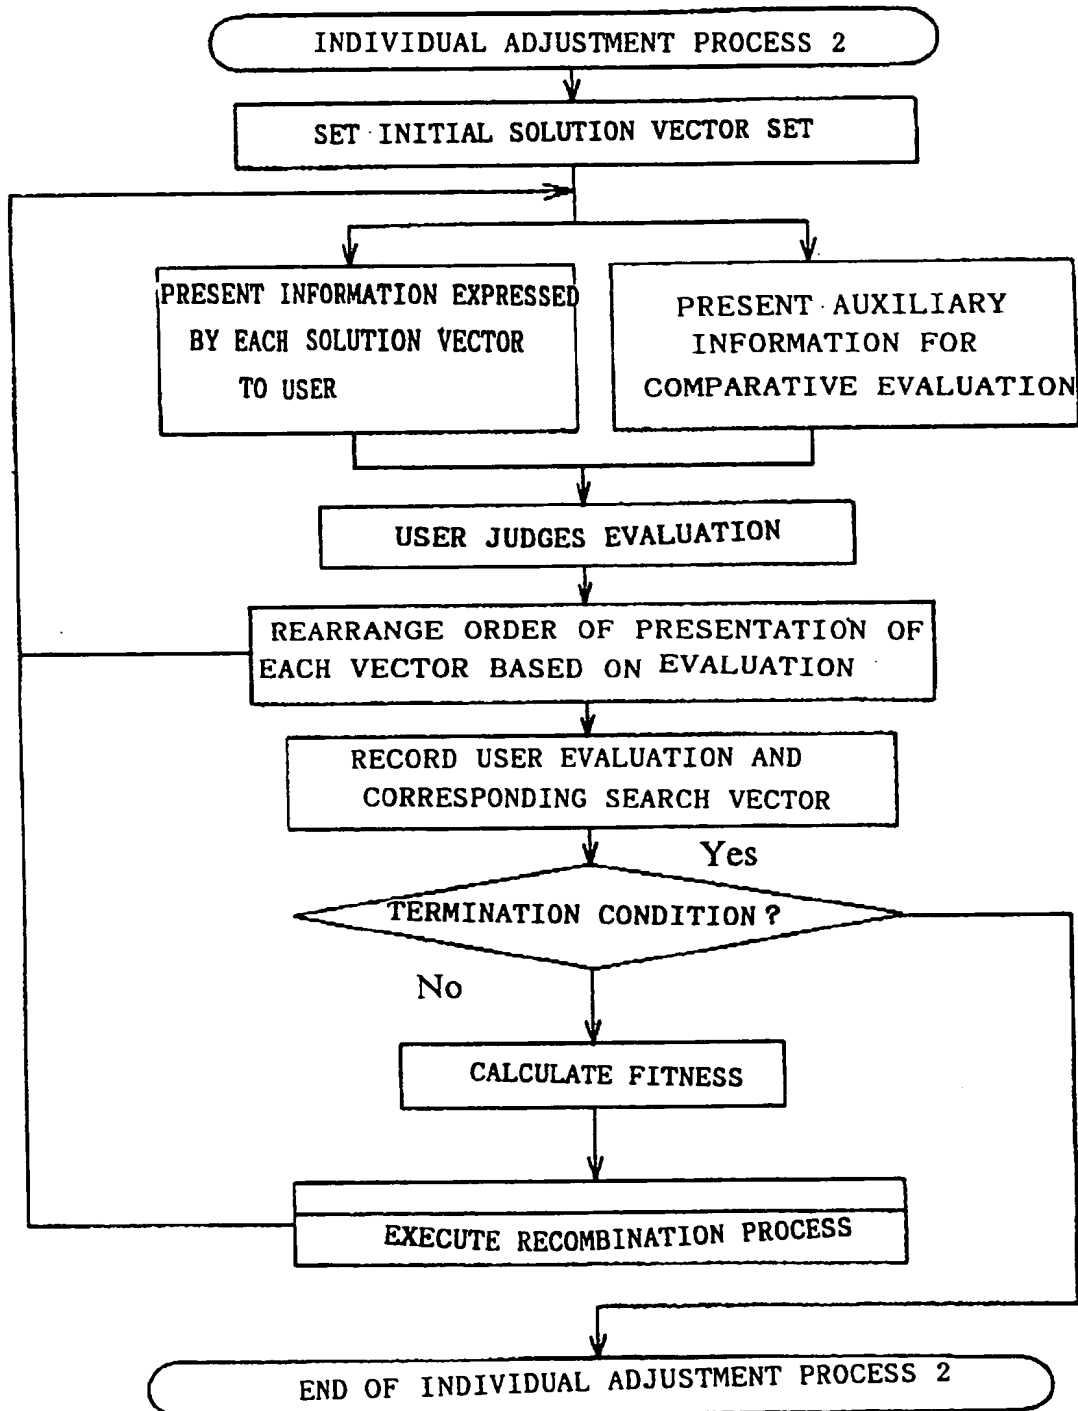 INDIVIDUAL ADJUSTMENT PROCESS 2
SET INITIAL SOLUTION VECTOR SET
PRESENT INFORMATION EXPRESSED
BY EACH SOLUTION VECTOR
TO USER
PRESENT AUXILIARY
INFORMATION FOR
COMPARATIVE EVALUATION
USER JUDGES EVALUATION
REARRANGE ORDER OF PRESENTATION OF
EACH VECTOR BASED ON EVALUATION
RECORD USER EVALUATION AND
CORRESPONDING SEARCH VECTOR
Yes
TERMINATION CONDITION?
No
CALCULATE FITNESS
EXECUTE RECOMBINATION PROCESS
END OF INDIVIDUAL ADJUSTMENT PROCESS 2